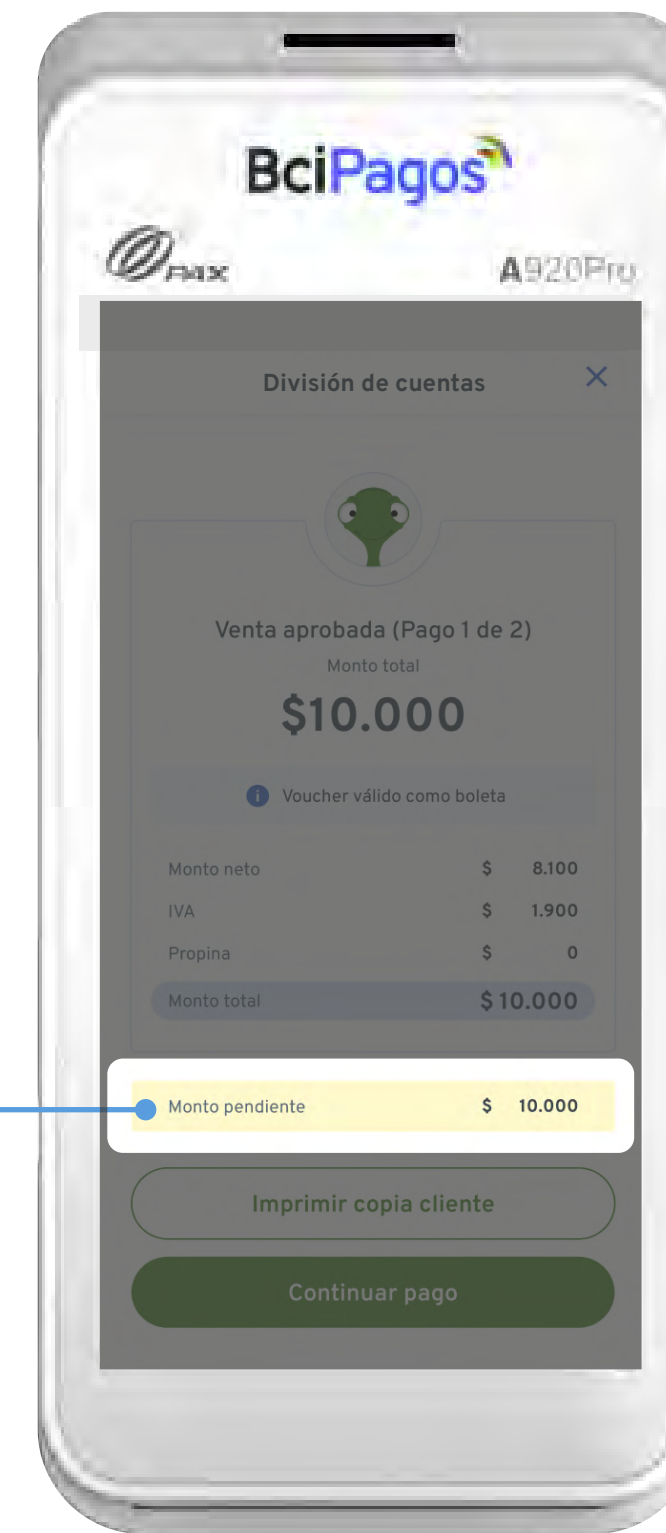 BciPagos
PAX A920Pro
División de cuentas
Venta aprobada (Pago 1 de 2)
Monto total
$10.000
Voucher válido como boleta
Monto neto $ 8.100
IVA $ 1.900
Propina $ 0
Monto total $10.000
Monto pendiente $ 10.000
Imprimir copia cliente
Continuar pago